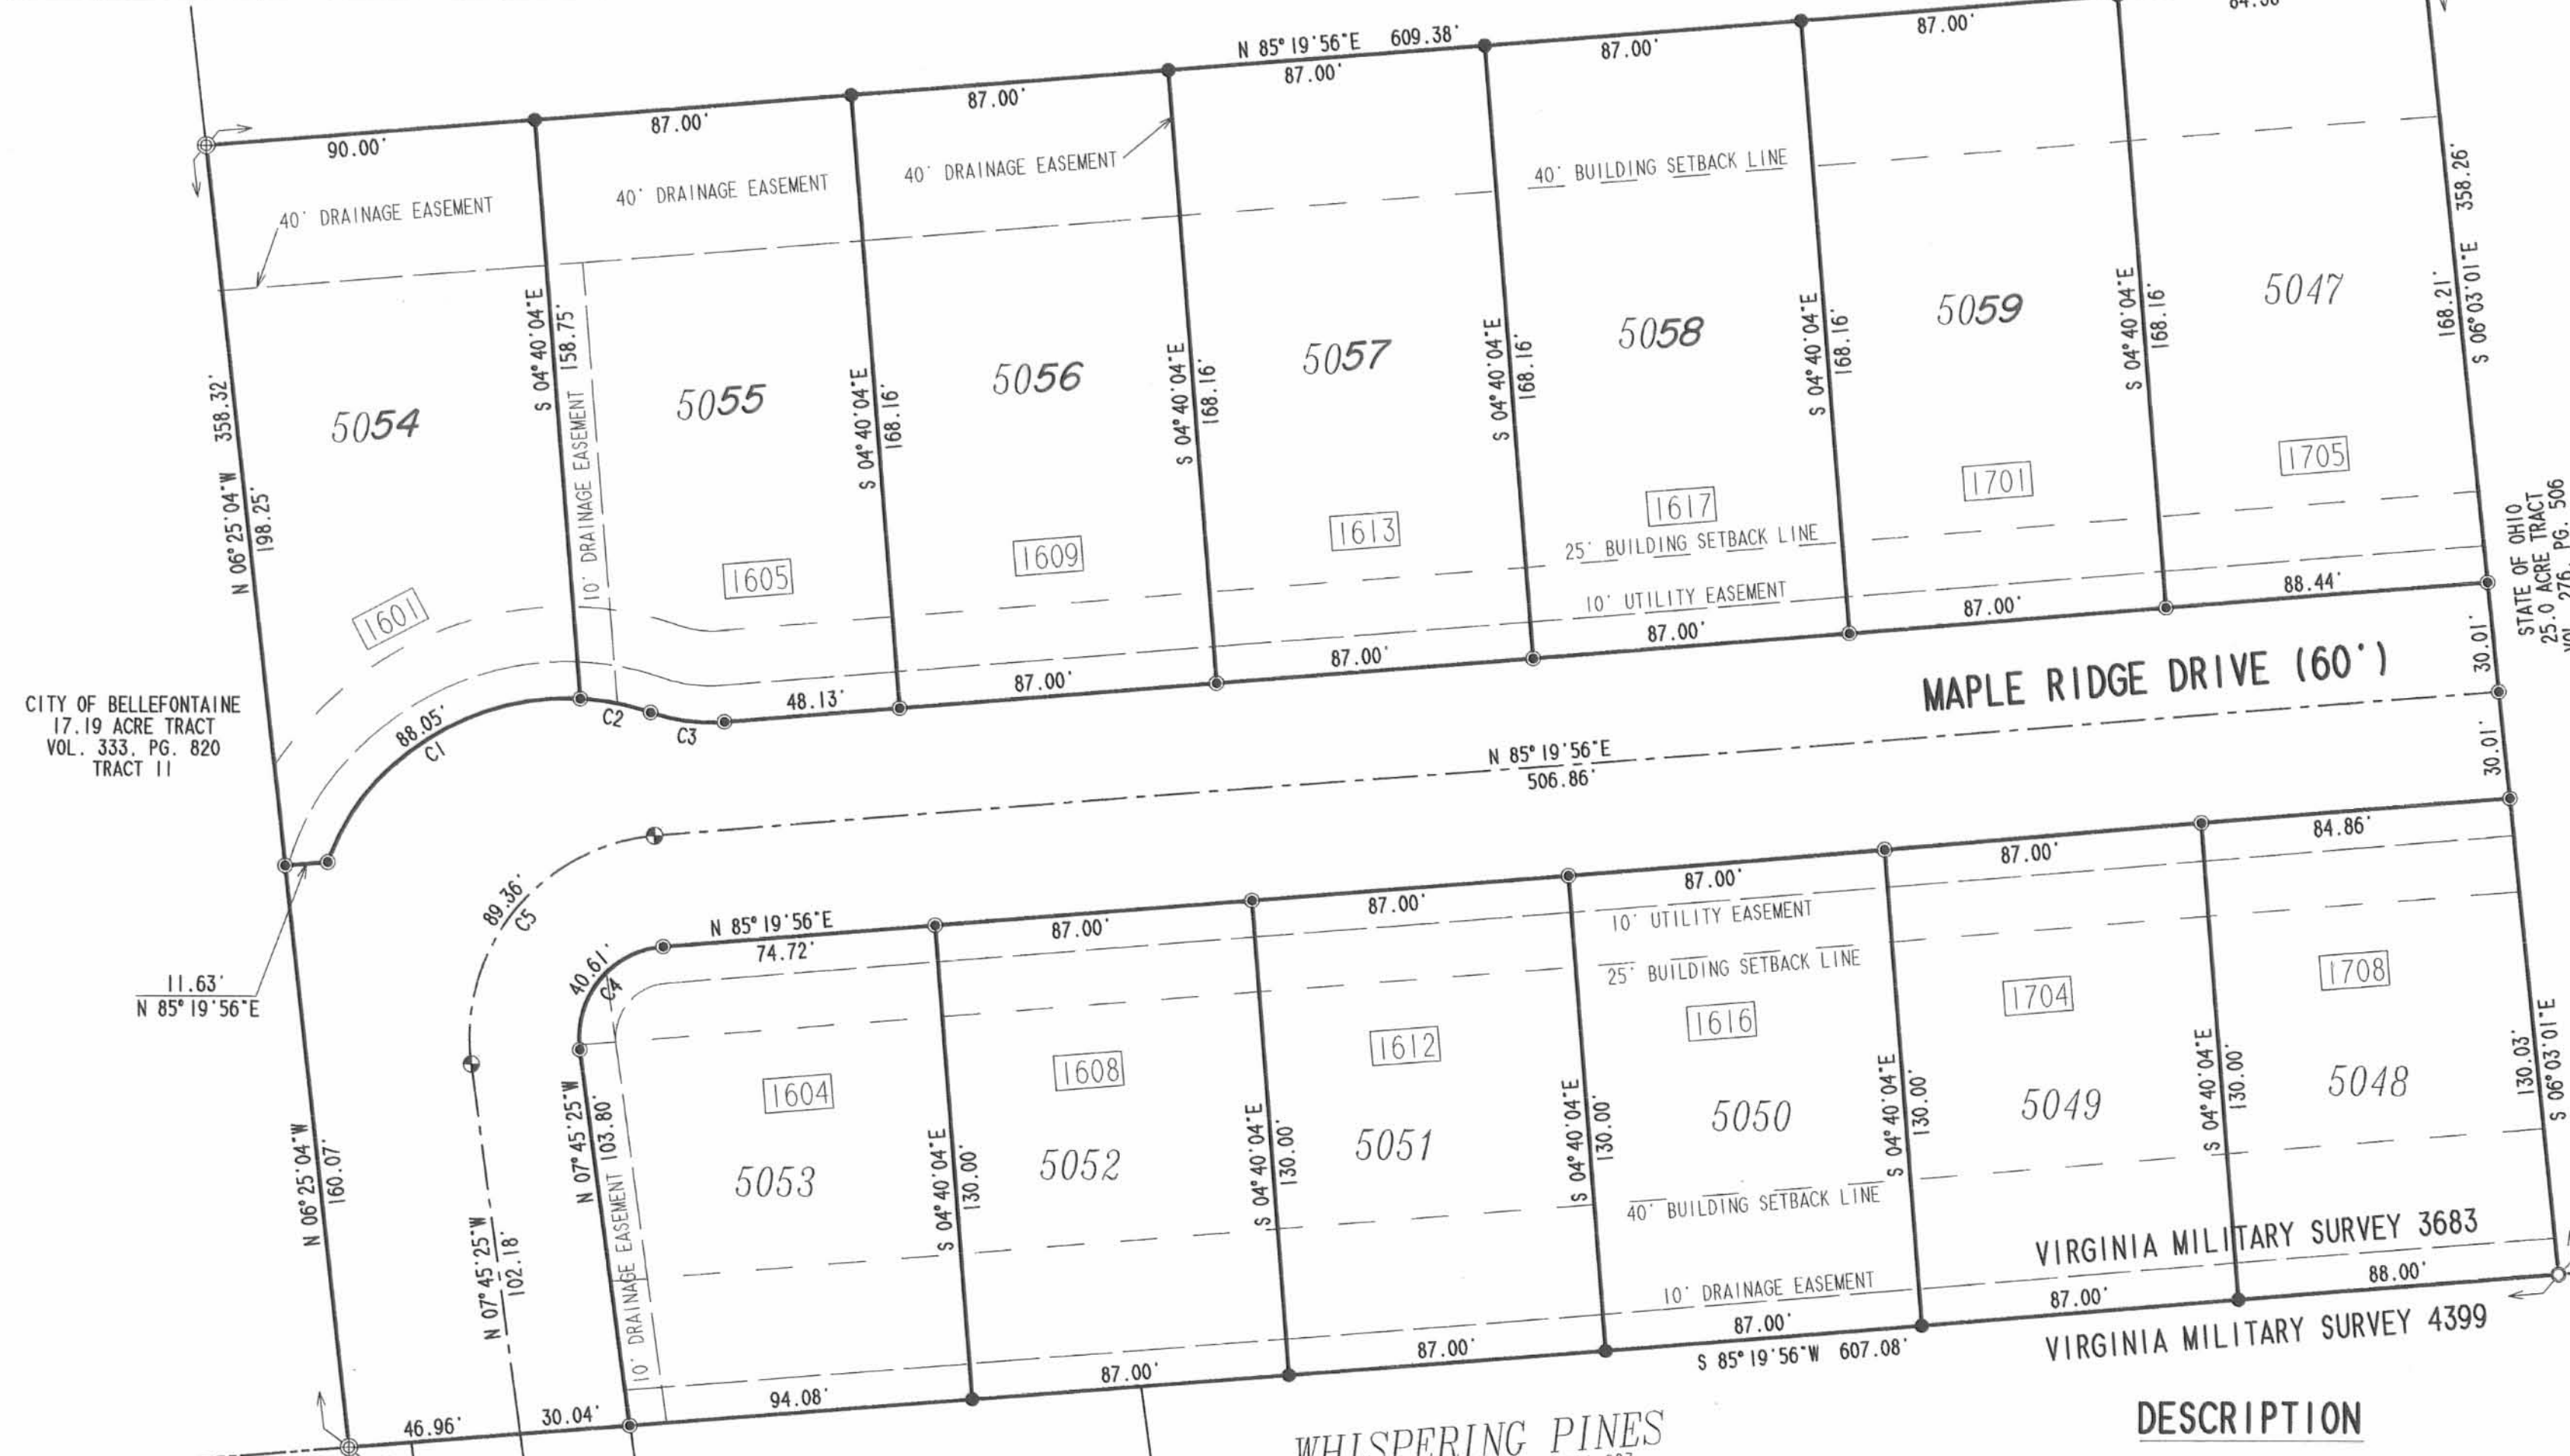 84.38'
N 85°19'56"E 609.38'
87.00'
87.00'
87.00'
87.00'
87.00'
90.00'
40' DRAINAGE EASEMENT
40' DRAINAGE EASEMENT
40' DRAINAGE EASEMENT
40' BUILDING SETBACK LINE
N 06°25'04"W 358.32'
198.25'
S 04°40'04"E
158.75'
10' DRAINAGE EASEMENT
S 04°40'04"E
168.16'
S 04°40'04"E
168.16'
S 04°40'04"E
168.16'
S 04°40'04"E
168.16'
S 04°40'04"E
168.16'
168.21'
S 06°03'01"E 358.26'
5054
5055
5056
5057
5058
5059
5047
1601
1605
1609
1613
1617
1701
1705
25' BUILDING SETBACK LINE
10' UTILITY EASEMENT
STATE OF OHIO
25.0 ACRE TRACT
VOL. 276, PG. 506
88.05'
C1
C2
C3
48.13'
87.00'
87.00'
87.00'
87.00'
88.44'
30.01'
30.01'
MAPLE RIDGE DRIVE (60')
CITY OF BELLEFONTAINE
17.19 ACRE TRACT
VOL. 333, PG. 820
TRACT II
N 85°19'56"E
506.86'
89.36'
C5
11.63'
N 85°19'56"E
40.61'
C4
N 85°19'56"E
74.72'
87.00'
87.00'
87.00'
87.00'
84.86'
10' UTILITY EASEMENT
25' BUILDING SETBACK LINE
1604
1608
1612
1616
1704
1708
5053
5052
5051
5050
5049
5048
N 06°25'04"W
160.07'
N 07°45'25"W
102.18'
N 07°45'25"W
103.80'
10' DRAINAGE EASEMENT
10' DRAINAGE EASEMENT
S 04°40'04"E
130.00'
S 04°40'04"E
130.00'
S 04°40'04"E
130.00'
S 04°40'04"E
130.00'
S 04°40'04"E
130.00'
130.03'
S 06°03'01"E
40' BUILDING SETBACK LINE
10' DRAINAGE EASEMENT
VIRGINIA MILITARY SURVEY 3683
46.96'
30.04'
94.08'
87.00'
87.00'
87.00'
87.00'
88.00'
S 85°19'56"W 607.08'
VIRGINIA MILITARY SURVEY 4399
WHISPERING PINES
DESCRIPTION